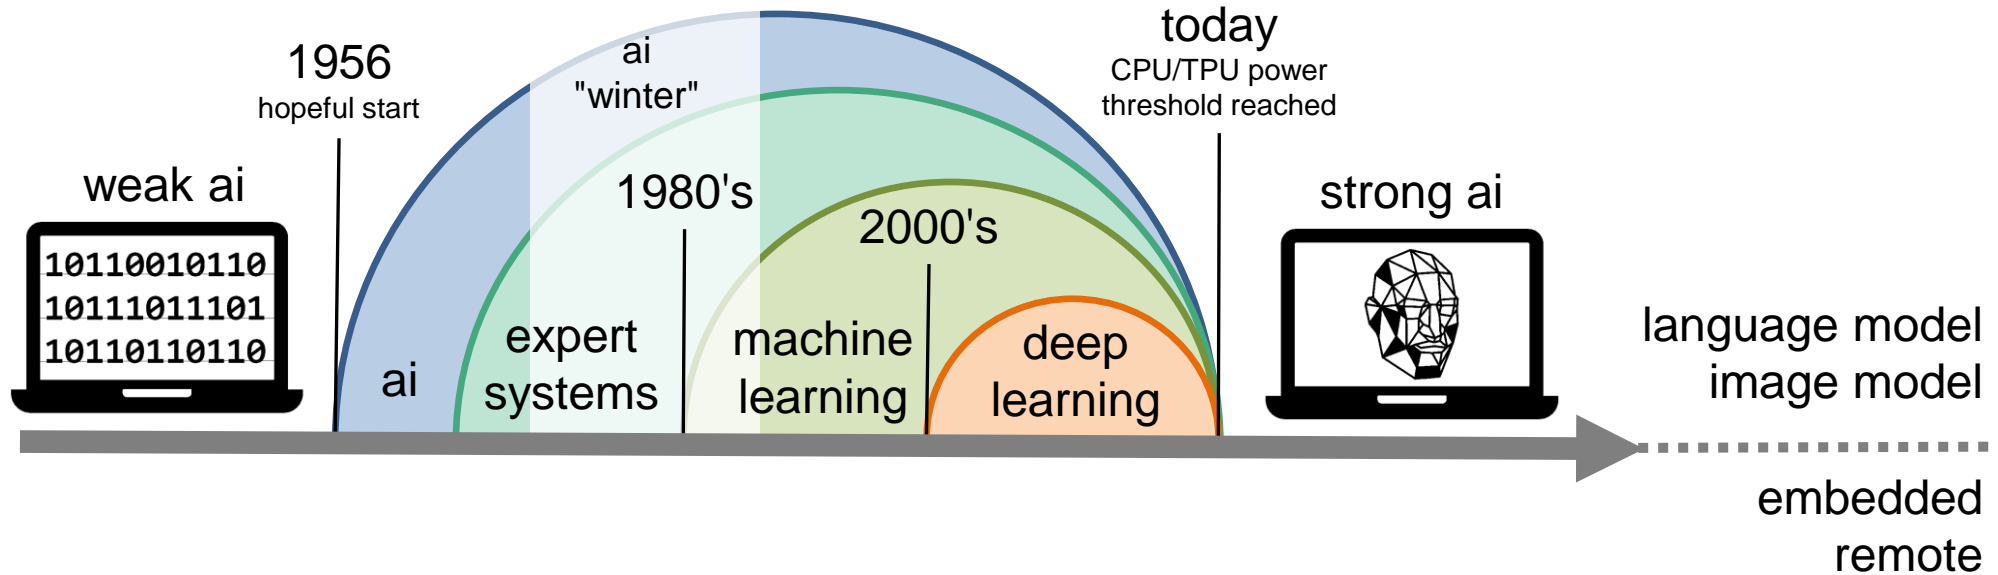 weak ai
10110010110
10111011101
10110110110
1956
hopeful start
ai
"winter"
1980's
2000's
ai
expert
systems
machine
learning
deep
learning
today
CPU/TPU power
threshold reached
strong ai
language model
image model
embedded
remote